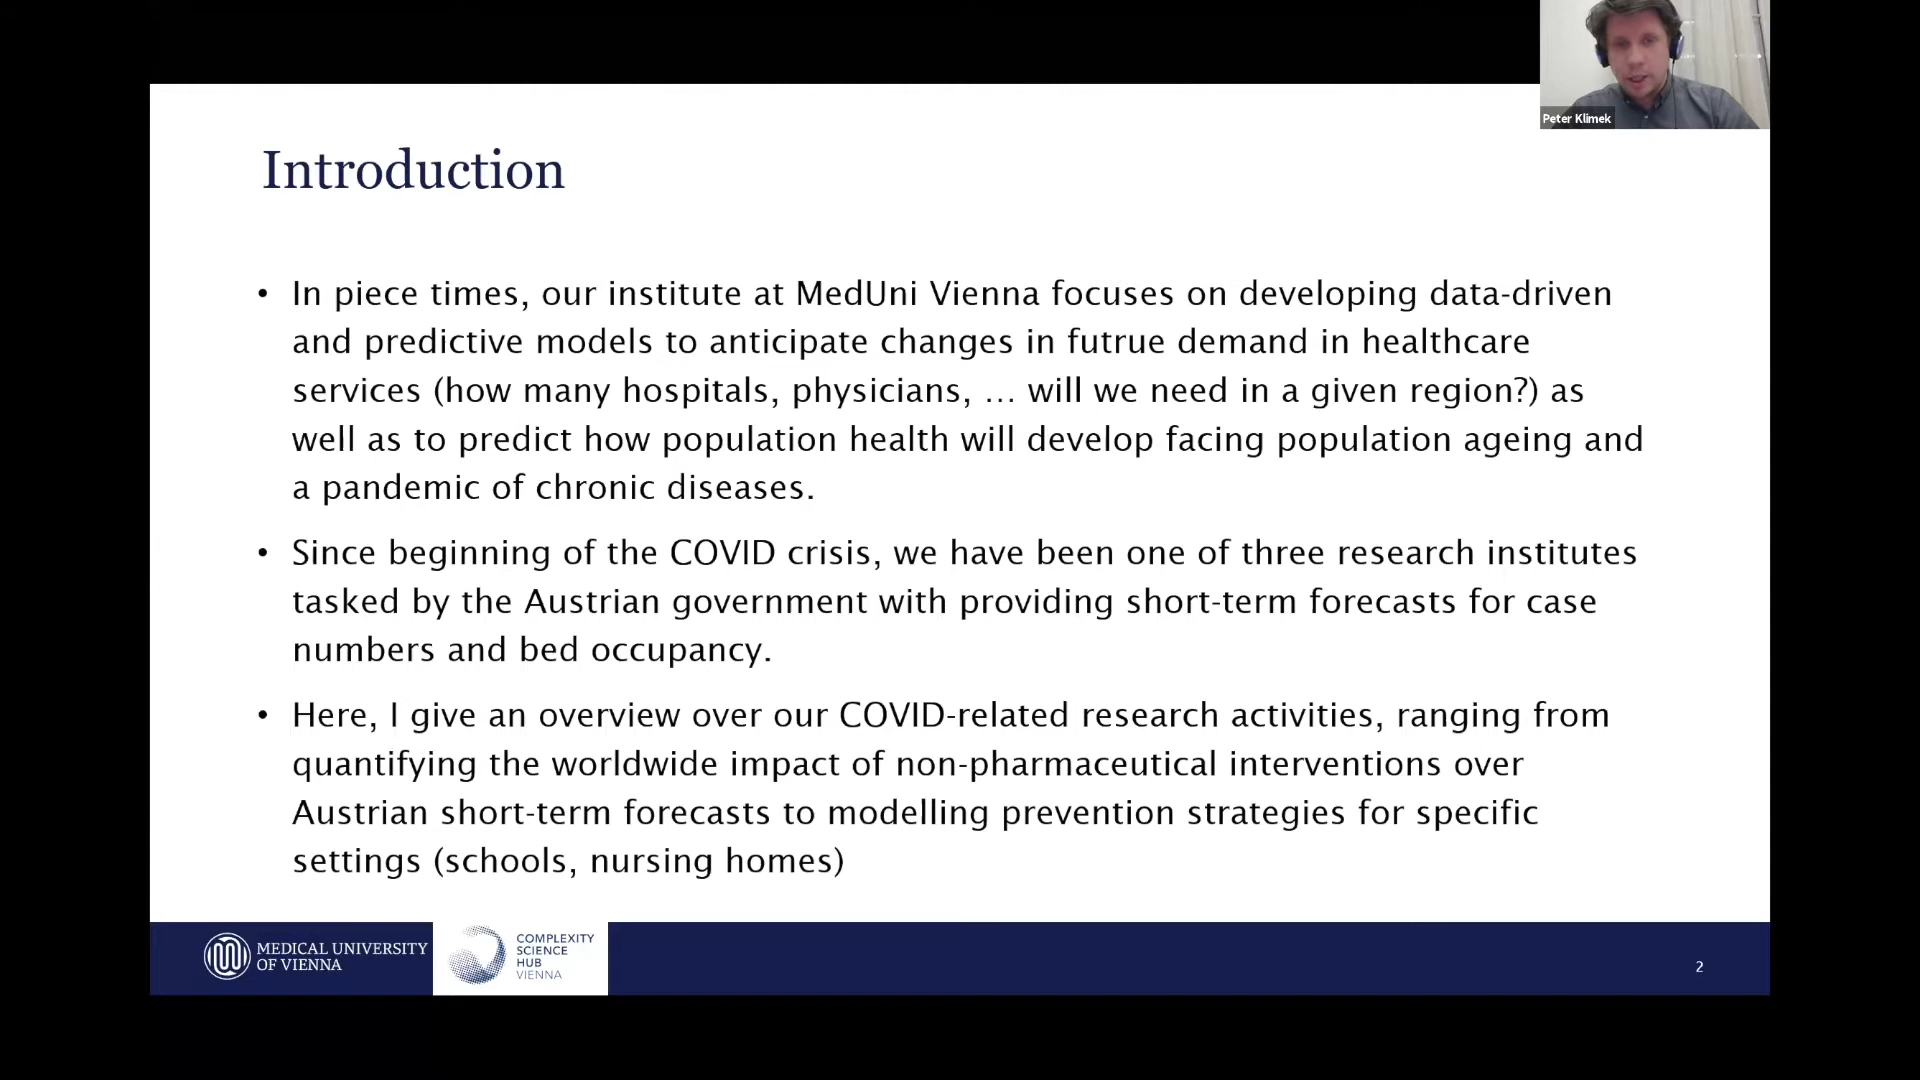 Peter Klimek
Introduction
• In piece times, our institute at MedUni Vienna focuses on developing data-driven
and predictive models to anticipate changes in futrue demand in healthcare
services (how many hospitals, physicians, … will we need in a given region?) as
well as to predict how population health will develop facing population ageing and
a pandemic of chronic diseases.
• Since beginning of the COVID crisis, we have been one of three research institutes
tasked by the Austrian government with providing short-term forecasts for case
numbers and bed occupancy.
• Here, I give an overview over our COVID-related research activities, ranging from
quantifying the worldwide impact of non-pharmaceutical interventions over
Austrian short-term forecasts to modelling prevention strategies for specific
settings (schools, nursing homes)
MEDICAL UNIVERSITY
OF VIENNA
COMPLEXITY
SCIENCE
HUB
VIENNA
2